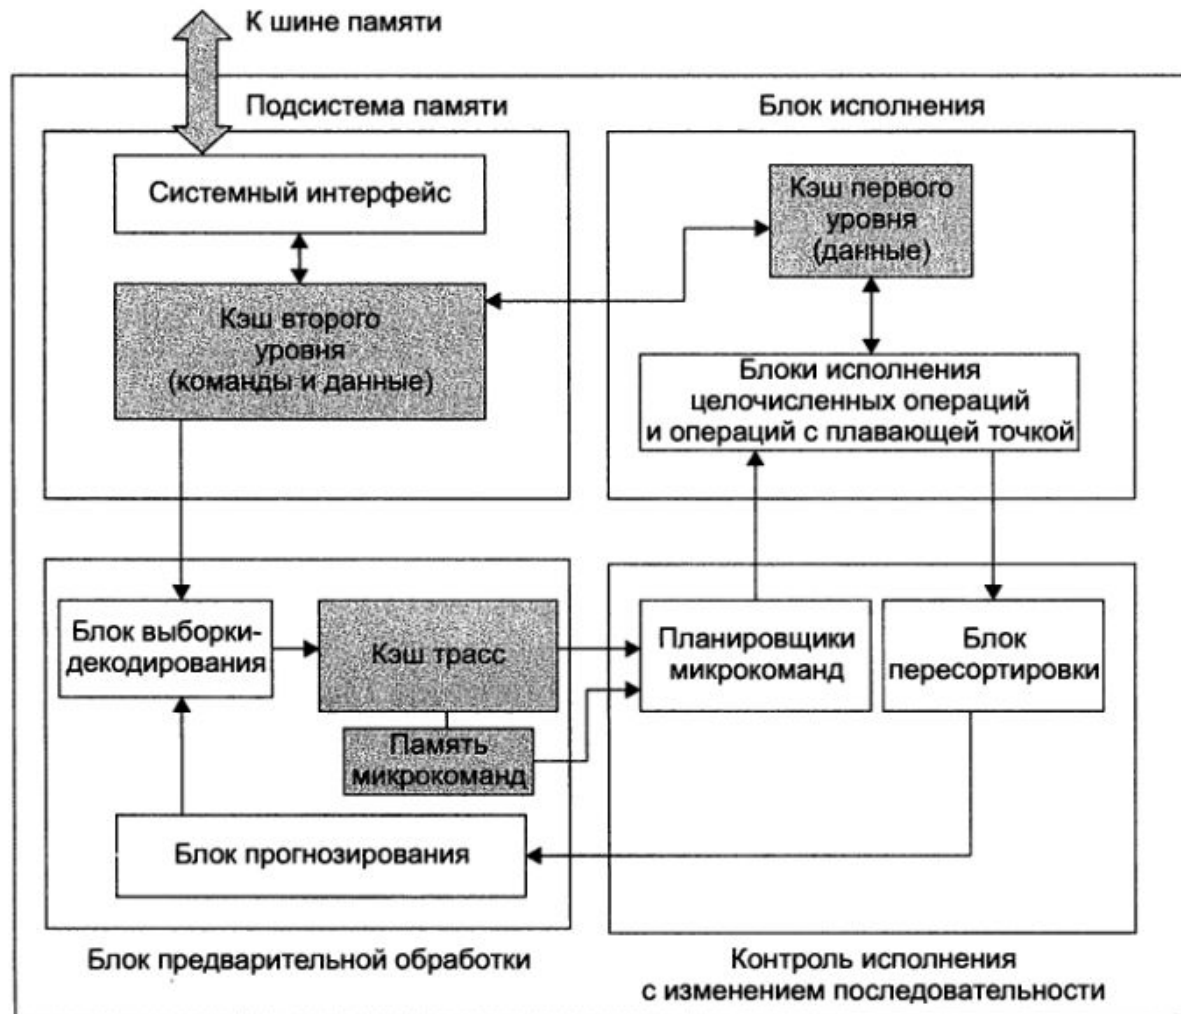 К шине памяти
Подсистема памяти
Блок исполнения
Системный интерфейс
Кэш второго
уровня
(команды и данные)
Кэш первого
уровня
(данные)
Блоки исполнения
целочисленных операций
и операций с плавающей точкой
Блок выборки-
декодирования
Кэш трасс
Память
микрокоманд
Блок прогнозирования
Планировщики
микрокоманд
Блок
пересортировки
Блок предварительной обработки
Контроль исполнения
с изменением последовательности